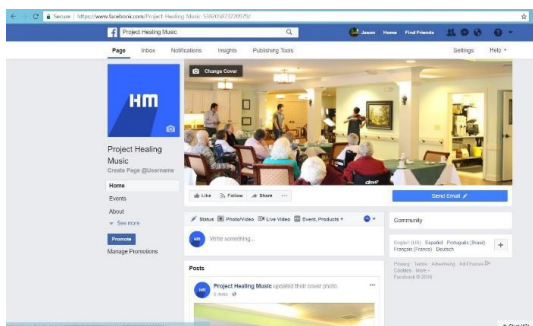 Secure | https://www.facebook.com/Project-Healing-Music
Project Healing Music
Jason Home Find Friends
Page Inbox Notifications Insights Publishing Tools Settings Help
Change Cover
HM
Project Healing
Music
Create Page @Username
Like Follow Share ... Send Email
Home
Events
About
See more
Promote
Manage Promotions
Status Photo/Video Live Video Event, Products +
HM Write something...
Community
English (US) · Español · Português (Brasil) ·
Français (France) · Deutsch
Privacy · Terms · Advertising · Ad Choices
Cookies · More
Facebook © 2016
Posts
HM Project Healing Music updated their cover photo.